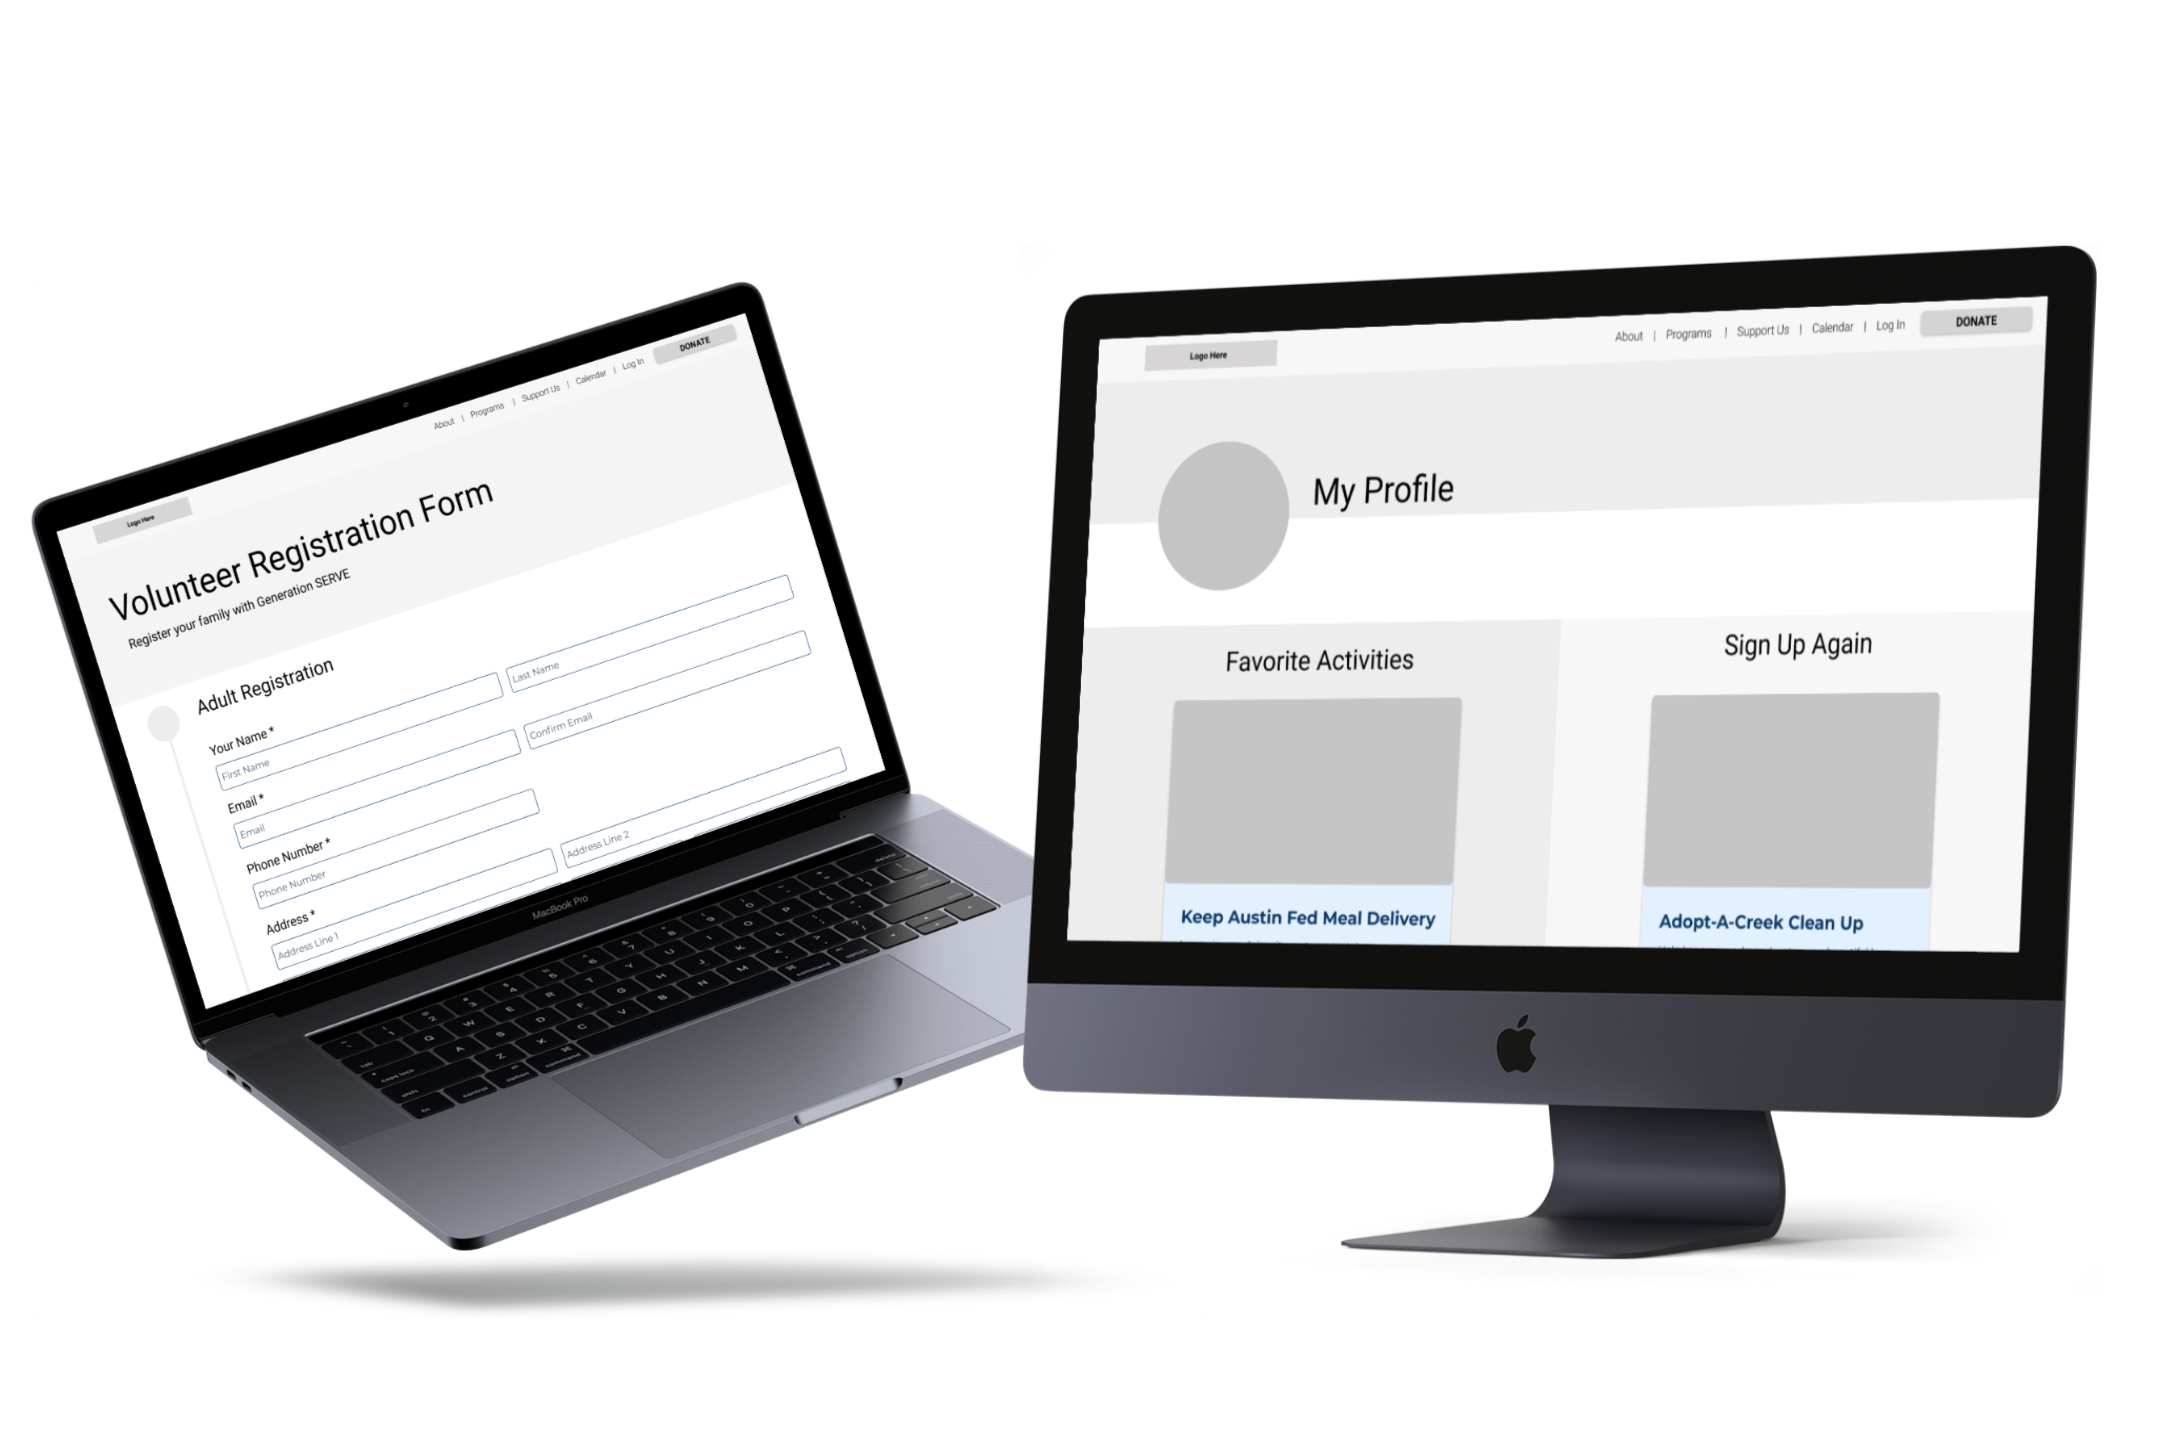 Logo Here
About | Programs | Support Us | Calendar | Log In
DONATE
Volunteer Registration Form
Register your family with Generation SERVE
Adult Registration
Your Name *
First Name
Last Name
Email *
Email
Confirm Email
Phone Number *
Phone Number
Address *
Address Line 1
Address Line 2
MacBook Pro
Logo Here
About | Programs | Support Us | Calendar | Log In
DONATE
My Profile
Favorite Activities
Sign Up Again
Keep Austin Fed Meal Delivery
Adopt-A-Creek Clean Up